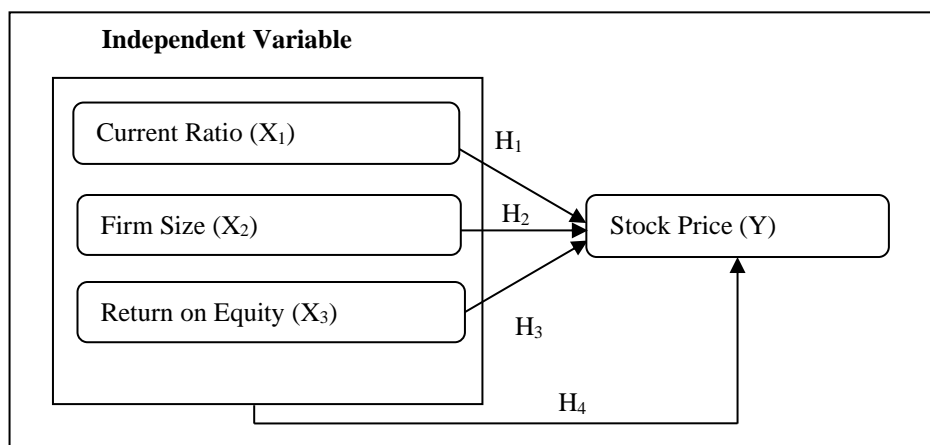 Independent Variable
Current Ratio (X₁)
H₁
Firm Size (X₂)
H₂
Stock Price (Y)
Return on Equity (X₃)
H₃
H₄